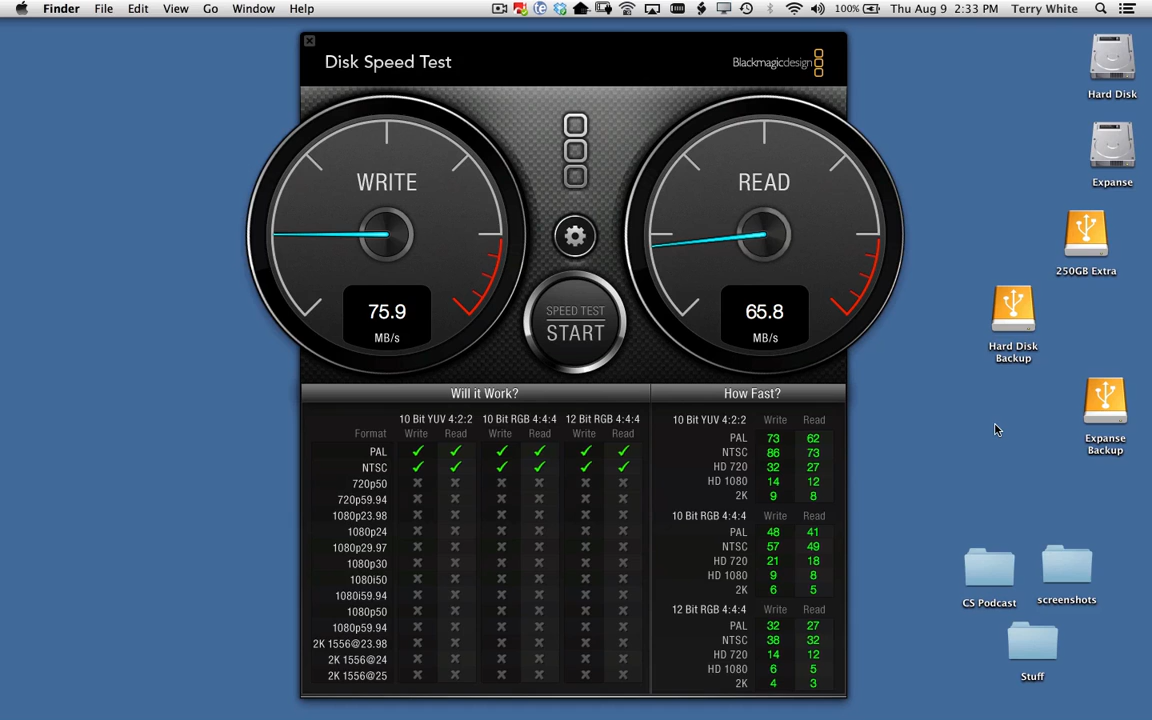 Finder File Edit View Go Window Help 100% Thu Aug 9 2:33 PM Terry White
Disk Speed Test
Blackmagicdesign
WRITE
75.9
MB/s
READ
65.8
MB/s
SPEED TEST
START
Will it Work?
10 Bit YUV 4:2:2 10 Bit RGB 4:4:4 12 Bit RGB 4:4:4
Format Write Read Write Read Write Read
PAL ✓ ✓ ✓ ✓ ✓ ✓
NTSC ✓ ✓ ✓ ✓ ✓ ✓
720p50 x x x x x x
720p59.94 x x x x x x
1080p23.98 x x x x x x
1080p24 x x x x x x
1080p29.97 x x x x x x
1080p30 x x x x x x
1080i50 x x x x x x
1080i59.94 x x x x x x
1080p50 x x x x x x
1080p59.94 x x x x x x
2K 1556@23.98 x x x x x x
2K 1556@24 x x x x x x
2K 1556@25 x x x x x x
How Fast?
10 Bit YUV 4:2:2 Write Read
PAL 73 62
NTSC 86 73
HD 720 32 27
HD 1080 14 12
2K 9 8
10 Bit RGB 4:4:4 Write Read
PAL 48 41
NTSC 57 49
HD 720 21 18
HD 1080 9 8
2K 6 5
12 Bit RGB 4:4:4 Write Read
PAL 32 27
NTSC 38 32
HD 720 14 12
HD 1080 6 5
2K 4 3
Hard Disk
Expanse
250GB Extra
Hard Disk
Backup
Expanse
Backup
CS Podcast
screenshots
Stuff